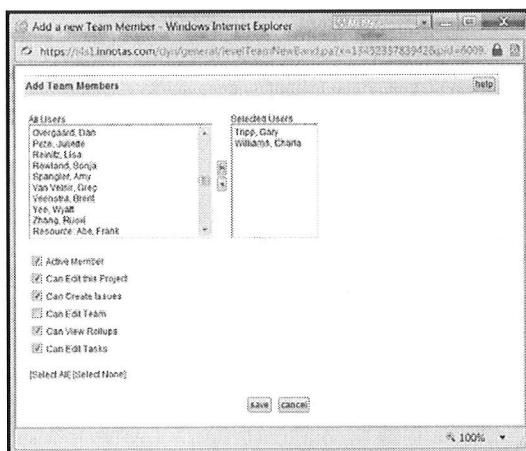 Add a new Team Member - Windows Internet Explorer
Add Team Members
help
All Users
Overgaard, Dan
Peze, Juliette
Reinitz, Lisa
Rowland, Sonja
Spangler, Amy
Van Velsir, Greg
Veenstra, Brent
Yee, Wyatt
Zhang, Ruoxi
Resource: Abe, Frank
Selected Users
Tripp, Gary
Williams, Charla
Active Member
Can Edit this Project
Can Create Issues
Can Edit Team
Can View Rollups
Can Edit Tasks
[Select All] [Select None]
save cancel
100%